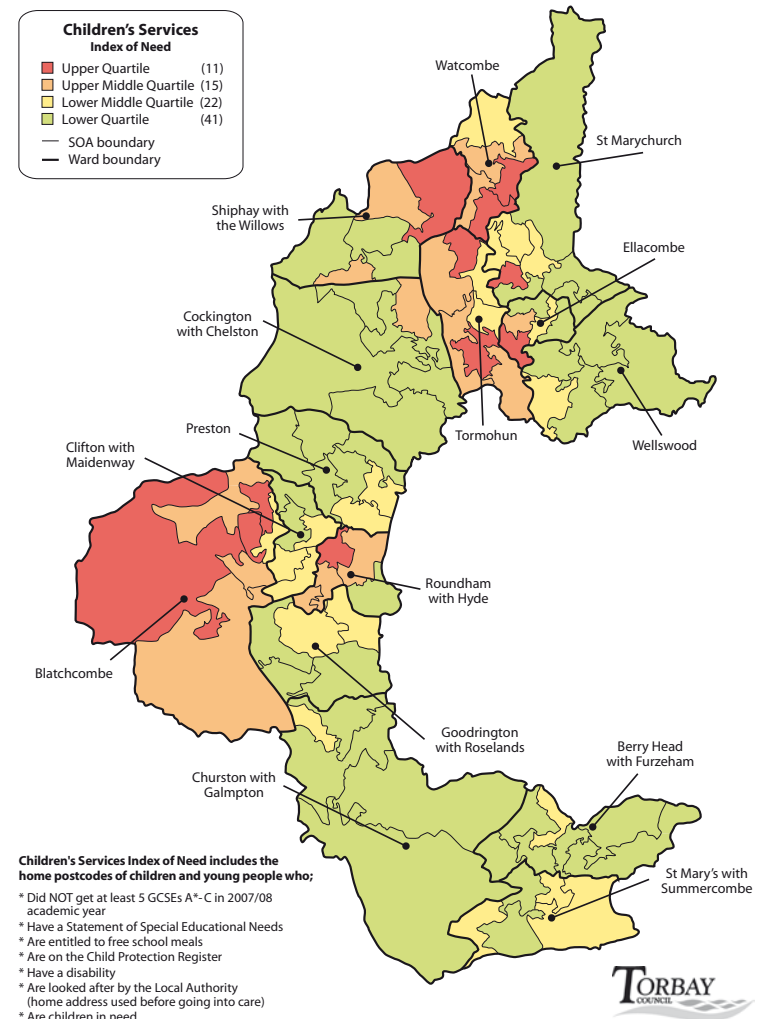 Children's Services
Index of Need
Upper Quartile (11)
Upper Middle Quartile (15)
Lower Middle Quartile (22)
Lower Quartile (41)
SOA boundary
Ward boundary
Watcombe
St Marychurch
Shiphay with
the Willows
Ellacombe
Cockington
with Chelston
Preston
Tormohun
Wellswood
Clifton with
Maidenway
Roundham
with Hyde
Blatchcombe
Goodrington
with Roselands
Berry Head
with Furzeham
Churston with
Galmpton
St Mary's with
Summercombe
Children's Services Index of Need includes the
home postcodes of children and young people who;
* Did NOT get at least 5 GCSEs A*- C in 2007/08
academic year
* Have a Statement of Special Educational Needs
* Are entitled to free school meals
* Are on the Child Protection Register
* Have a disability
* Are looked after by the Local Authority
(home address used before going into care)
* Are children in need
TORBAY
COUNCIL